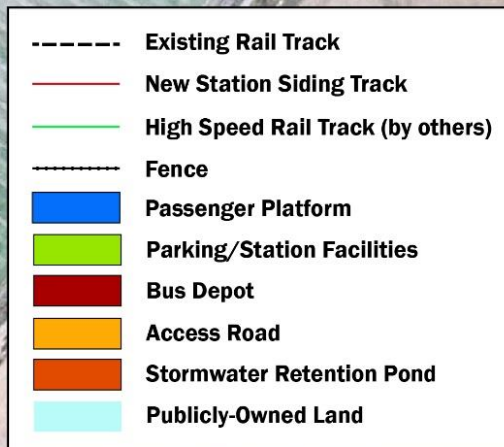 Existing Rail Track
New Station Siding Track
High Speed Rail Track (by others)
Fence
Passenger Platform
Parking/Station Facilities
Bus Depot
Access Road
Stormwater Retention Pond
Publicly-Owned Land